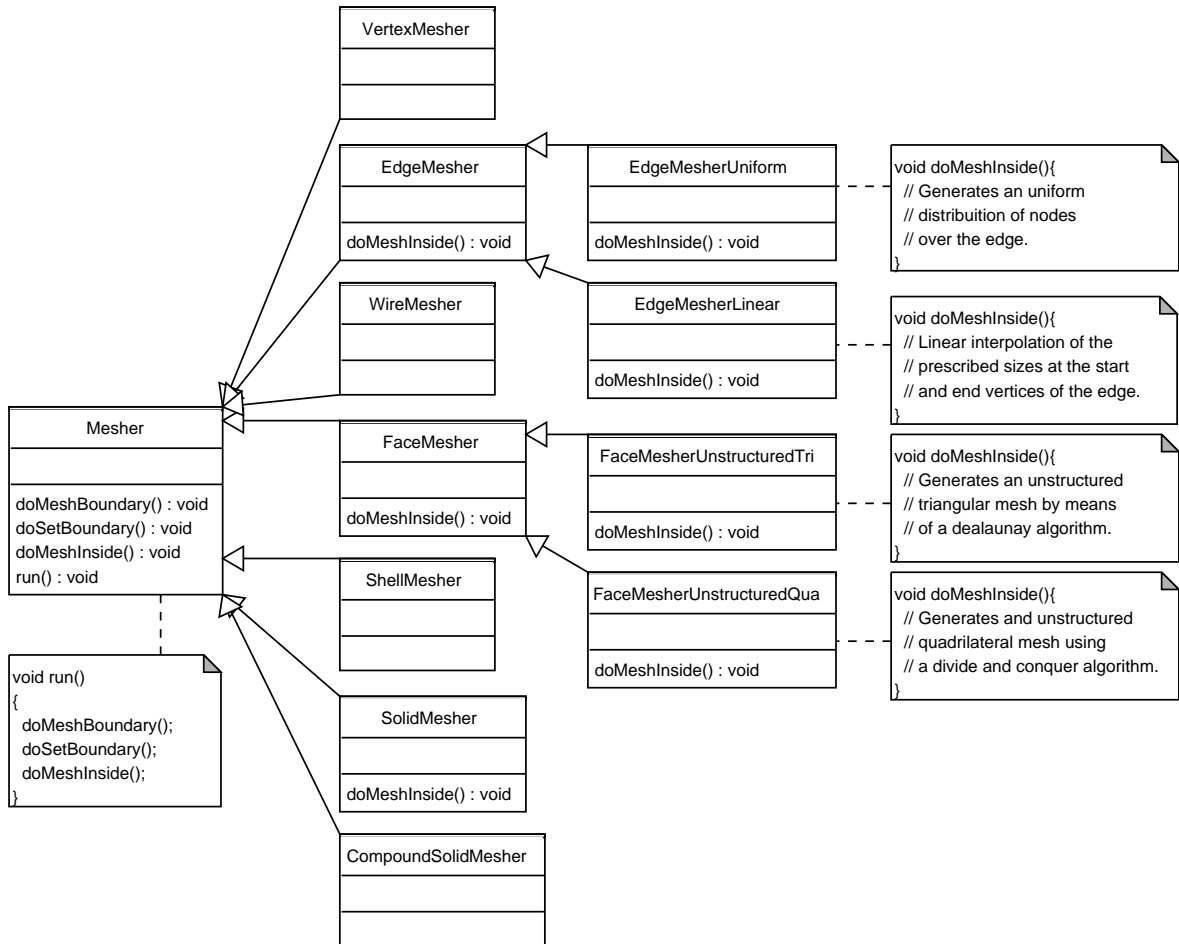 VertexMesher
EdgeMesher
doMeshInside() : void
EdgeMesherUniform
doMeshInside() : void
void doMeshInside(){
// Generates an uniform
// distribuition of nodes
// over the edge.
}
WireMesher
EdgeMesherLinear
doMeshInside() : void
void doMeshInside(){
// Linear interpolation of the
// prescribed sizes at the start
// and end vertices of the edge.
}
Mesher
doMeshBoundary() : void
doSetBoundary() : void
doMeshInside() : void
run() : void
FaceMesher
doMeshInside() : void
FaceMesherUnstructuredTri
doMeshInside() : void
void doMeshInside(){
// Generates an unstructured
// triangular mesh by means
// of a dealaunay algorithm.
}
ShellMesher
FaceMesherUnstructuredQua
doMeshInside() : void
void doMeshInside(){
// Generates and unstructured
// quadrilateral mesh using
// a divide and conquer algorithm.
}
void run()
{
doMeshBoundary();
doSetBoundary();
doMeshInside();
}
SolidMesher
doMeshInside() : void
CompoundSolidMesher